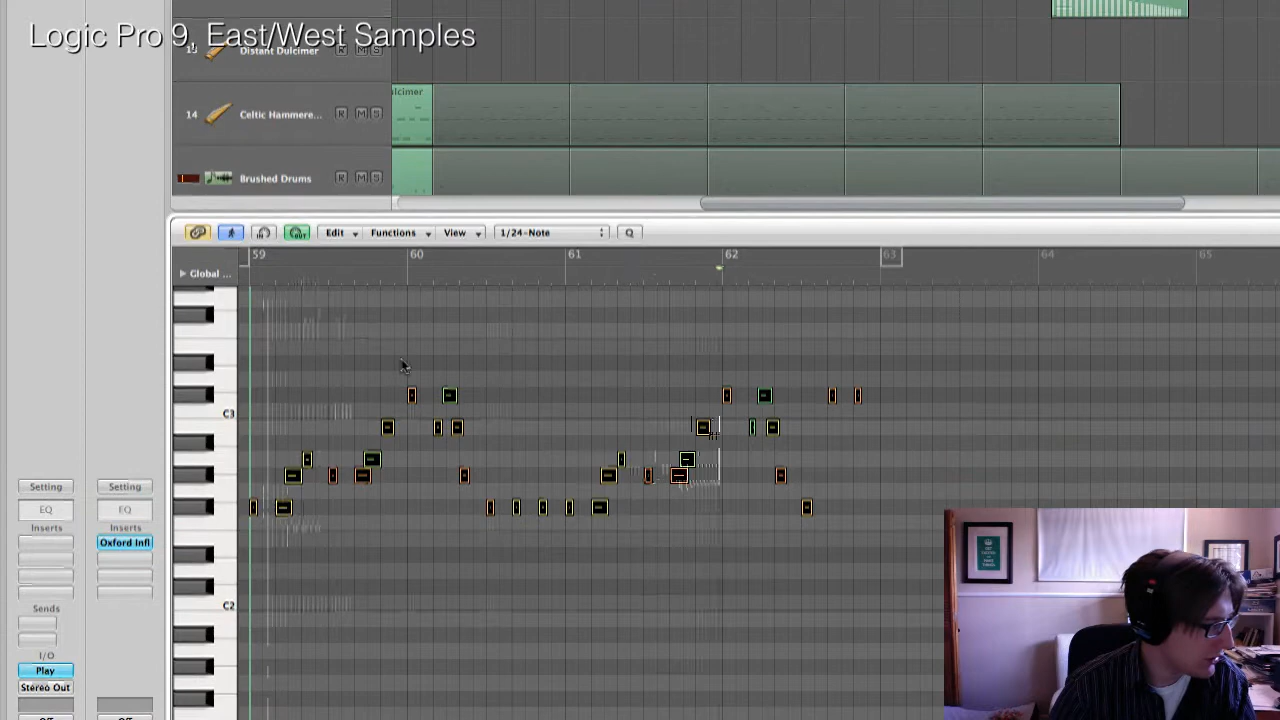 Logic Pro 9, East/West Samples
Distant Dulcimer
R M S
ulcimer
14 Celtic Hammere... R M S
Brushed Drums R M S
Edit Functions View 1/24-Note Q
59 60 61 62 63 64 65
Global ...
C3
C2
Setting Setting
EQ EQ
Inserts Inserts
Oxford Infl
Sends
I/O
Play
Stereo Out